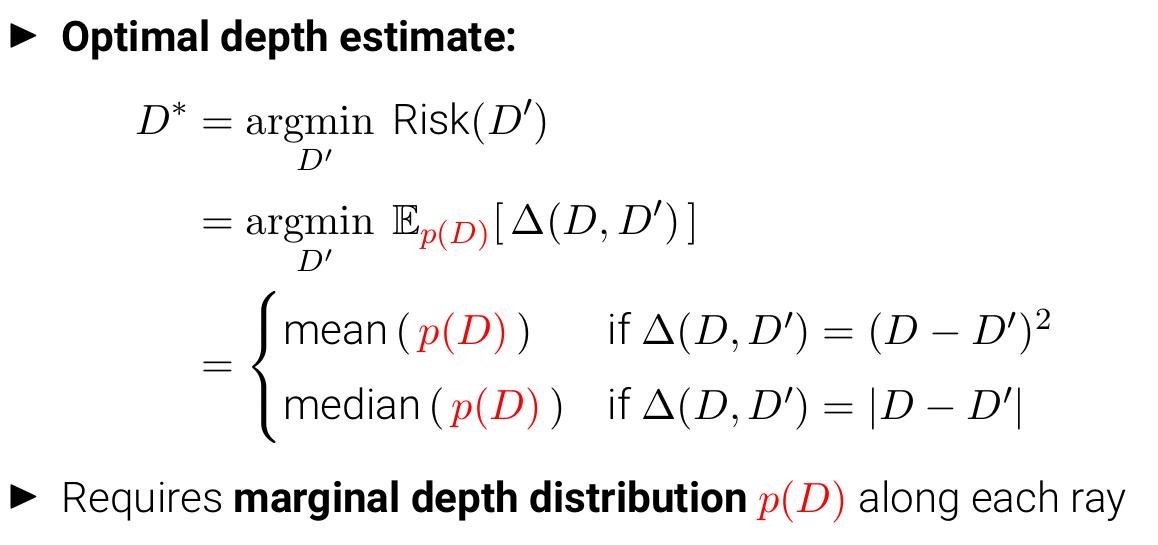 ► Optimal depth estimate:
D* = argmin Risk(D′)
D′
= argmin 𝔼p(D)[Δ(D, D′)]
D′
= { mean (p(D)) if Δ(D, D′) = (D − D′)²
median (p(D)) if Δ(D, D′) = |D − D′|
► Requires marginal depth distribution p(D) along each ray